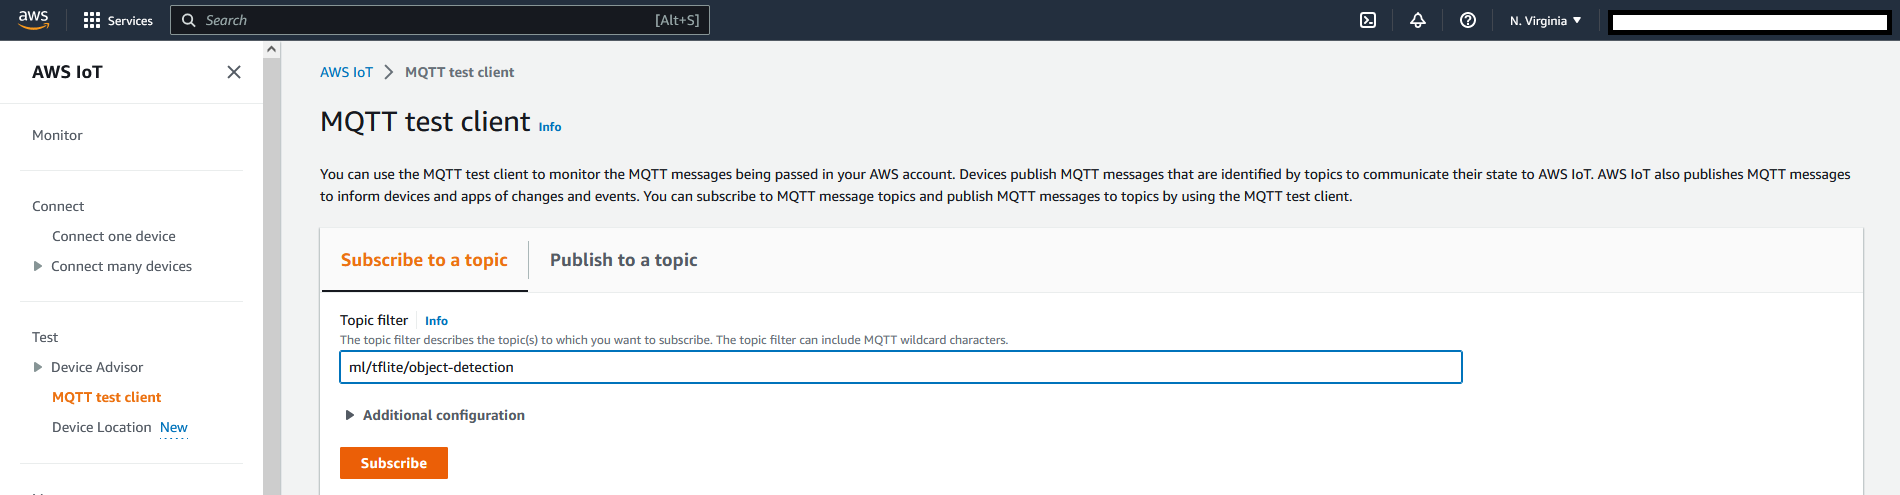 aws Services Search [Alt+S] N. Virginia
AWS IoT
Monitor
Connect
Connect one device
Connect many devices
Test
Device Advisor
MQTT test client
Device Location New
AWS IoT MQTT test client
MQTT test client Info
You can use the MQTT test client to monitor the MQTT messages being passed in your AWS account. Devices publish MQTT messages that are identified by topics to communicate their state to AWS IoT. AWS IoT also publishes MQTT messages
to inform devices and apps of changes and events. You can subscribe to MQTT message topics and publish MQTT messages to topics by using the MQTT test client.
Subscribe to a topic Publish to a topic
Topic filter Info
The topic filter describes the topic(s) to which you want to subscribe. The topic filter can include MQTT wildcard characters.
ml/tflite/object-detection
Additional configuration
Subscribe